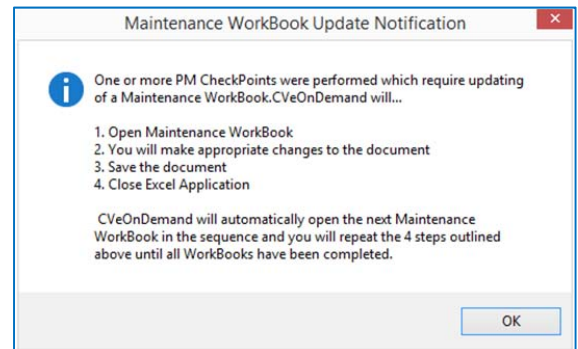 Maintenance WorkBook Update Notification
One or more PM CheckPoints were performed which require updating
of a Maintenance WorkBook.CVeOnDemand will...
1. Open Maintenance WorkBook
2. You will make appropriate changes to the document
3. Save the document
4. Close Excel Application
CVeOnDemand will automatically open the next Maintenance
WorkBook in the sequence and you will repeat the 4 steps outlined
above until all WorkBooks have been completed.
OK